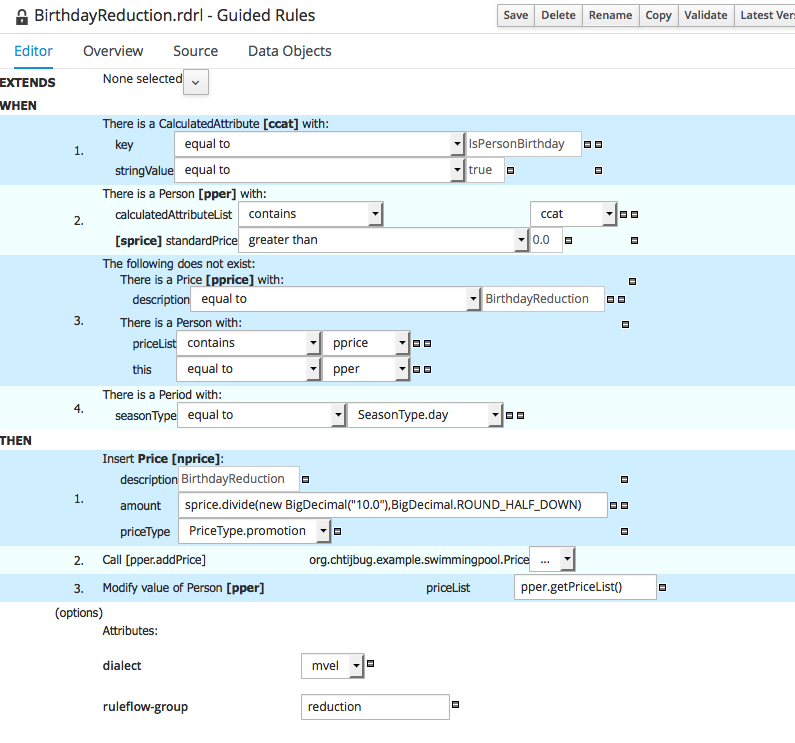 BirthdayReduction.rdrl - Guided Rules
Save Delete Rename Copy Validate Latest Ver
Editor Overview Source Data Objects
EXTENDS None selected
WHEN
There is a CalculatedAttribute [ccat] with:
1.
key equal to IsPersonBirthday
stringValue equal to true
There is a Person [pper] with:
2.
calculatedAttributeList contains ccat
[sprice] standardPrice greater than 0.0
The following does not exist:
There is a Price [pprice] with:
description equal to BirthdayReduction
3.
There is a Person with:
priceList contains pprice
this equal to pper
There is a Period with:
4.
seasonType equal to SeasonType.day
THEN
Insert Price [nprice]:
description BirthdayReduction
1.
amount sprice.divide(new BigDecimal("10.0"),BigDecimal.ROUND_HALF_DOWN)
priceType PriceType.promotion
2. Call [pper.addPrice] org.chtijbug.example.swimmingpool.Price ...
3. Modify value of Person [pper] priceList pper.getPriceList()
(options)
Attributes:
dialect mvel
ruleflow-group reduction